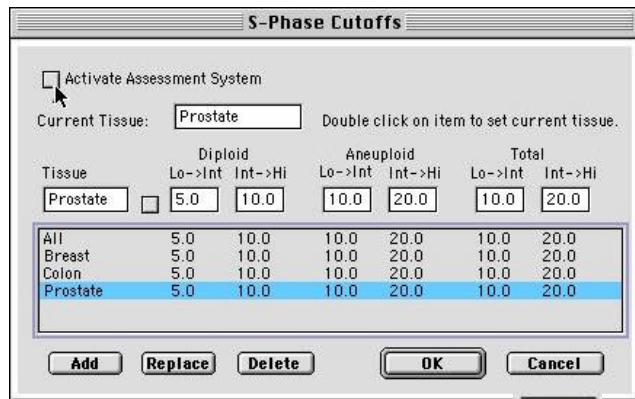 S-Phase Cutoffs
Activate Assessment System
Current Tissue: Prostate Double click on item to set current tissue.
Diploid Aneuploid Total
Tissue Lo->Int Int->Hi Lo->Int Int->Hi Lo->Int Int->Hi
Prostate 5.0 10.0 10.0 20.0 10.0 20.0
All 5.0 10.0 10.0 20.0 10.0 20.0
Breast 5.0 10.0 10.0 20.0 10.0 20.0
Colon 5.0 10.0 10.0 20.0 10.0 20.0
Prostate 5.0 10.0 10.0 20.0 10.0 20.0
Add Replace Delete OK Cancel